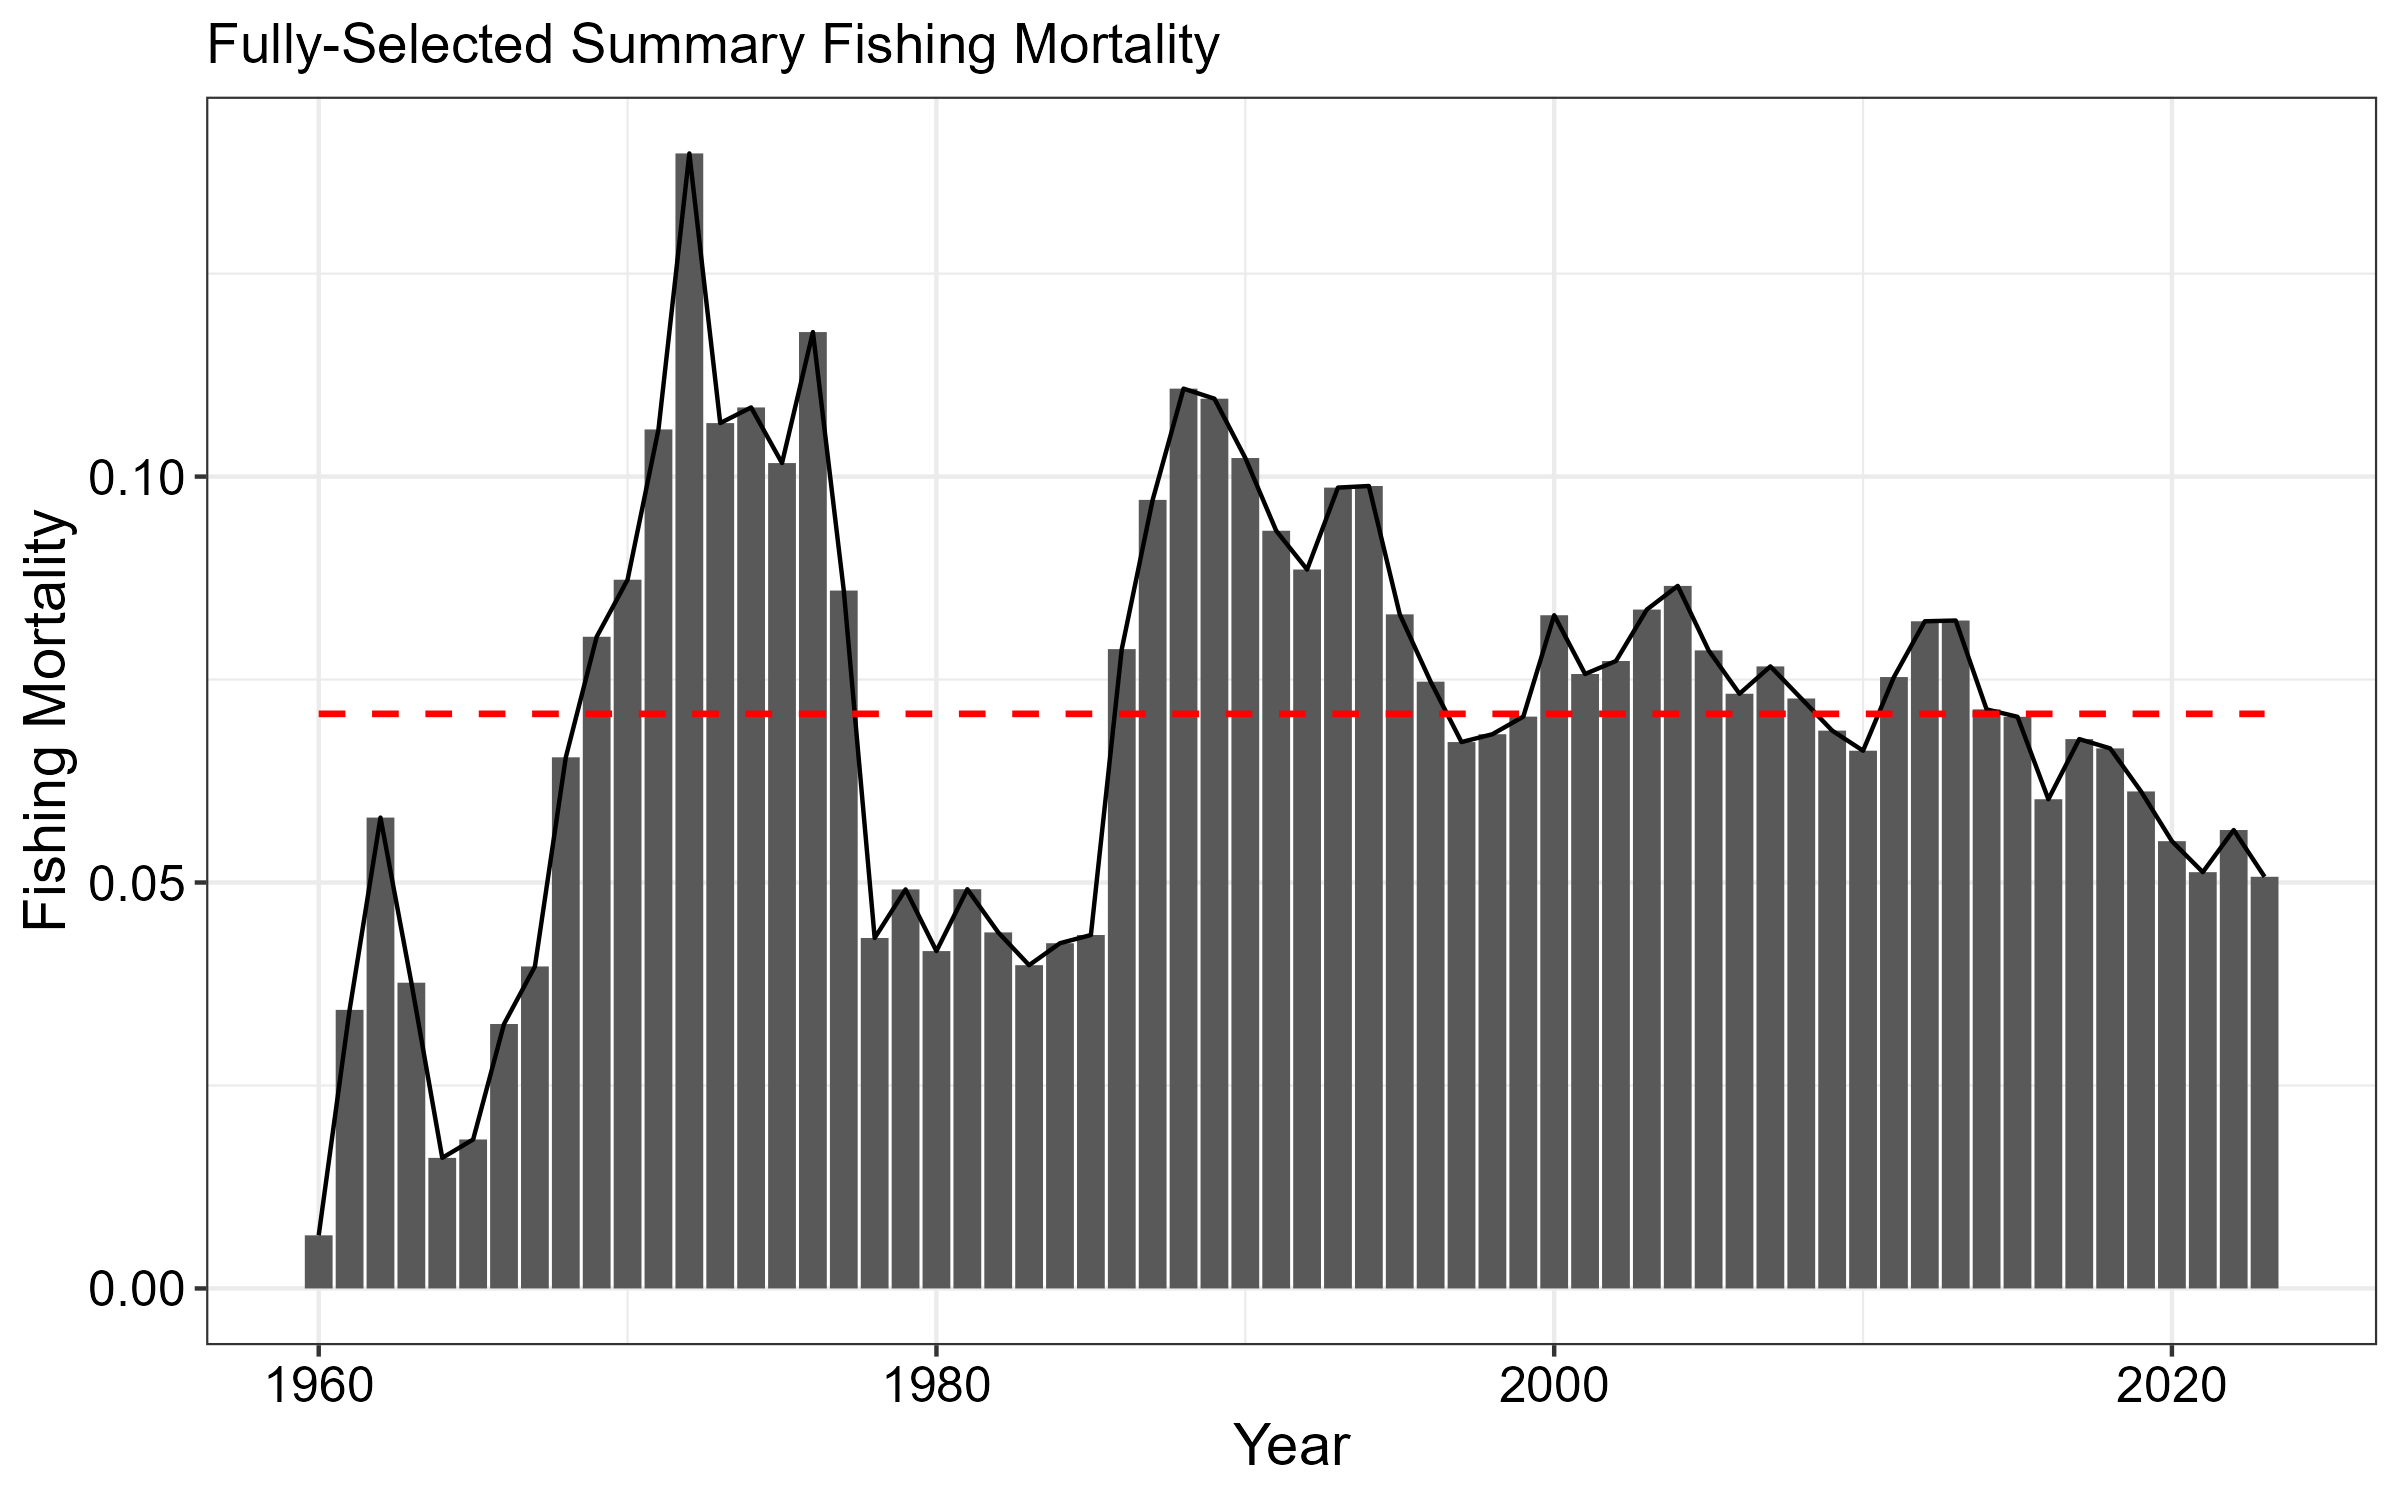 Fully-Selected Summary Fishing Mortality
Fishing Mortality
0.10
0.05
0.00
1960 1980 2000 2020
Year